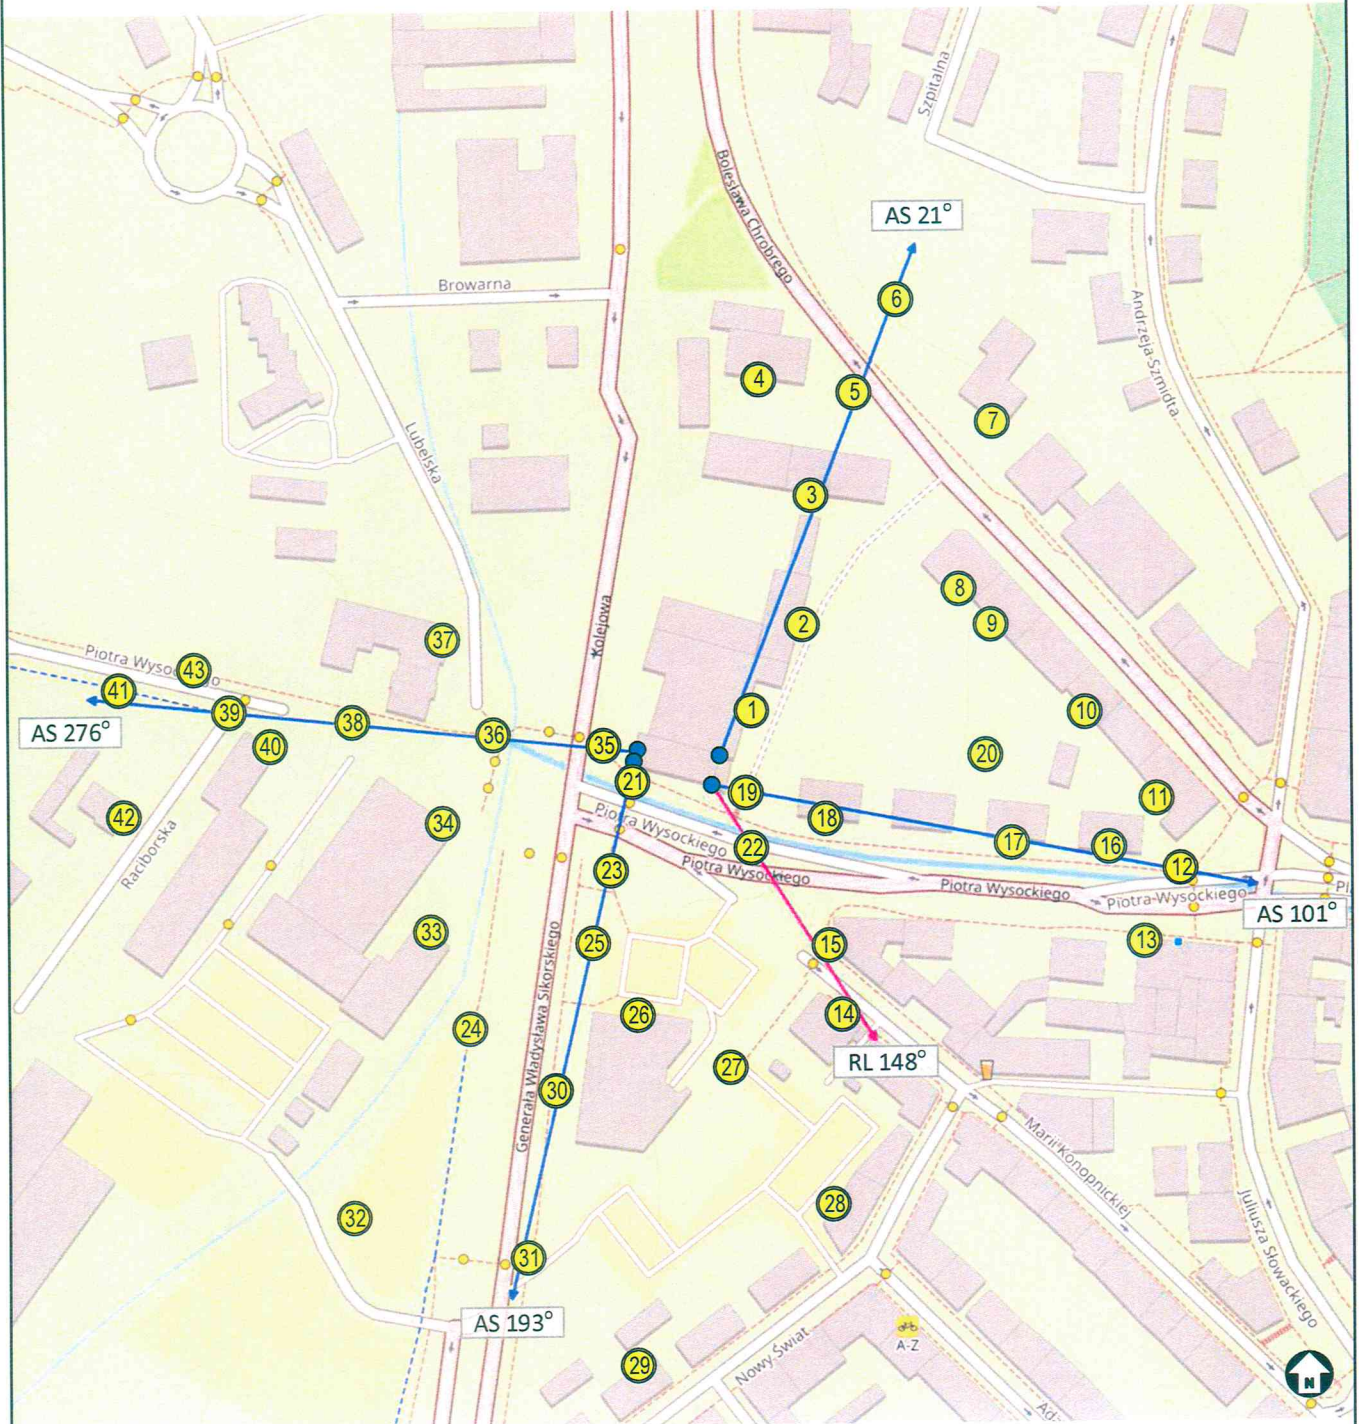 Szpitalna
Bolesława Chrobrego
AS 21°
6
Browarna
Andrzeja Szmidta
4
5
7
Lubelska
3
8
Kolejowa
9
2
37
Piotra Wysockiego
43
41
39
38
36
35
1
10
AS 276°
40
20
21
19
11
42
34
18
Piotra Wysockiego
17
16
22
12
Raciborska
23
Piotra Wysockiego
Piotra Wysockiego
Piotra Wysockiego
AS 101°
33
25
15
13
Generała Władysława Sikorskiego
24
26
14
27
RL 148°
30
Marii Konopnickiej
28
32
Juliusza Słowackiego
31
AS 193°
A-Z
29
Nowy Świat
N